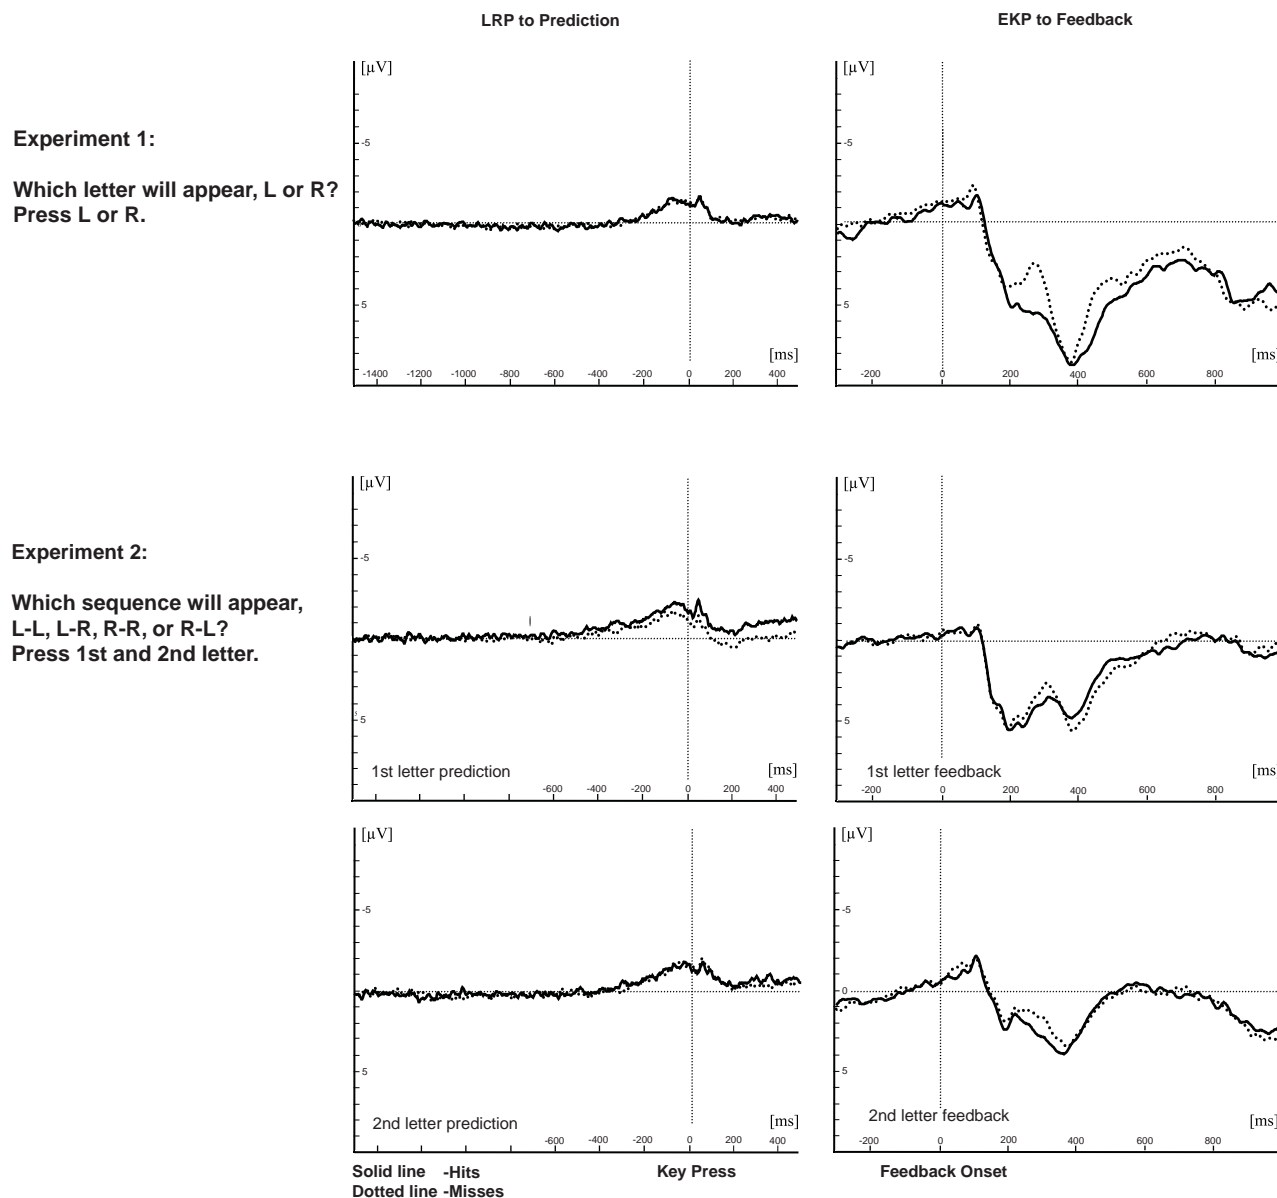 LRP to Prediction
EKP to Feedback
Experiment 1:
Which letter will appear, L or R?
Press L or R.
[µV]
-5
5
[ms]
-1400 -1200 -1000 -800 -600 -400 -200 0 200 400
[µV]
-5
5
[ms]
-200 0 200 400 600 800
Experiment 2:
Which sequence will appear,
L-L, L-R, R-R, or R-L?
Press 1st and 2nd letter.
[µV]
-5
5
1st letter prediction
[ms]
-600 -400 -200 0 200 400
[µV]
-5
5
1st letter feedback
[ms]
-200 0 200 400 600 800
[µV]
-5
5
2nd letter prediction
[ms]
-600 -400 -200 0 200 400
[µV]
-5
0
5
2nd letter feedback
[ms]
-200 0 200 400 600 800
Solid line -Hits
Dotted line -Misses
Key Press
Feedback Onset